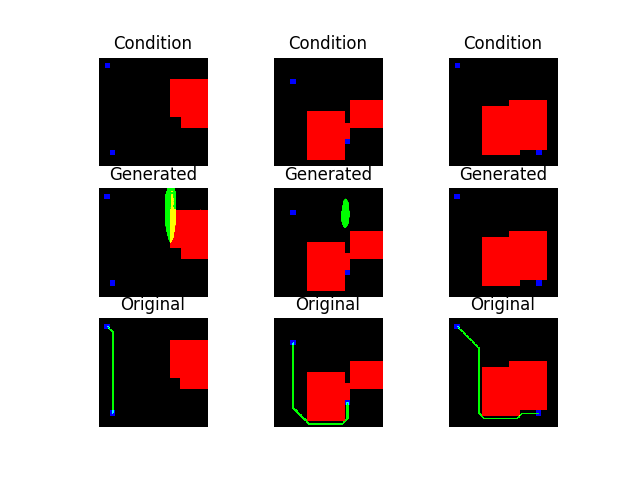 Condition Condition Condition
Generated Generated Generated
Original Original Original